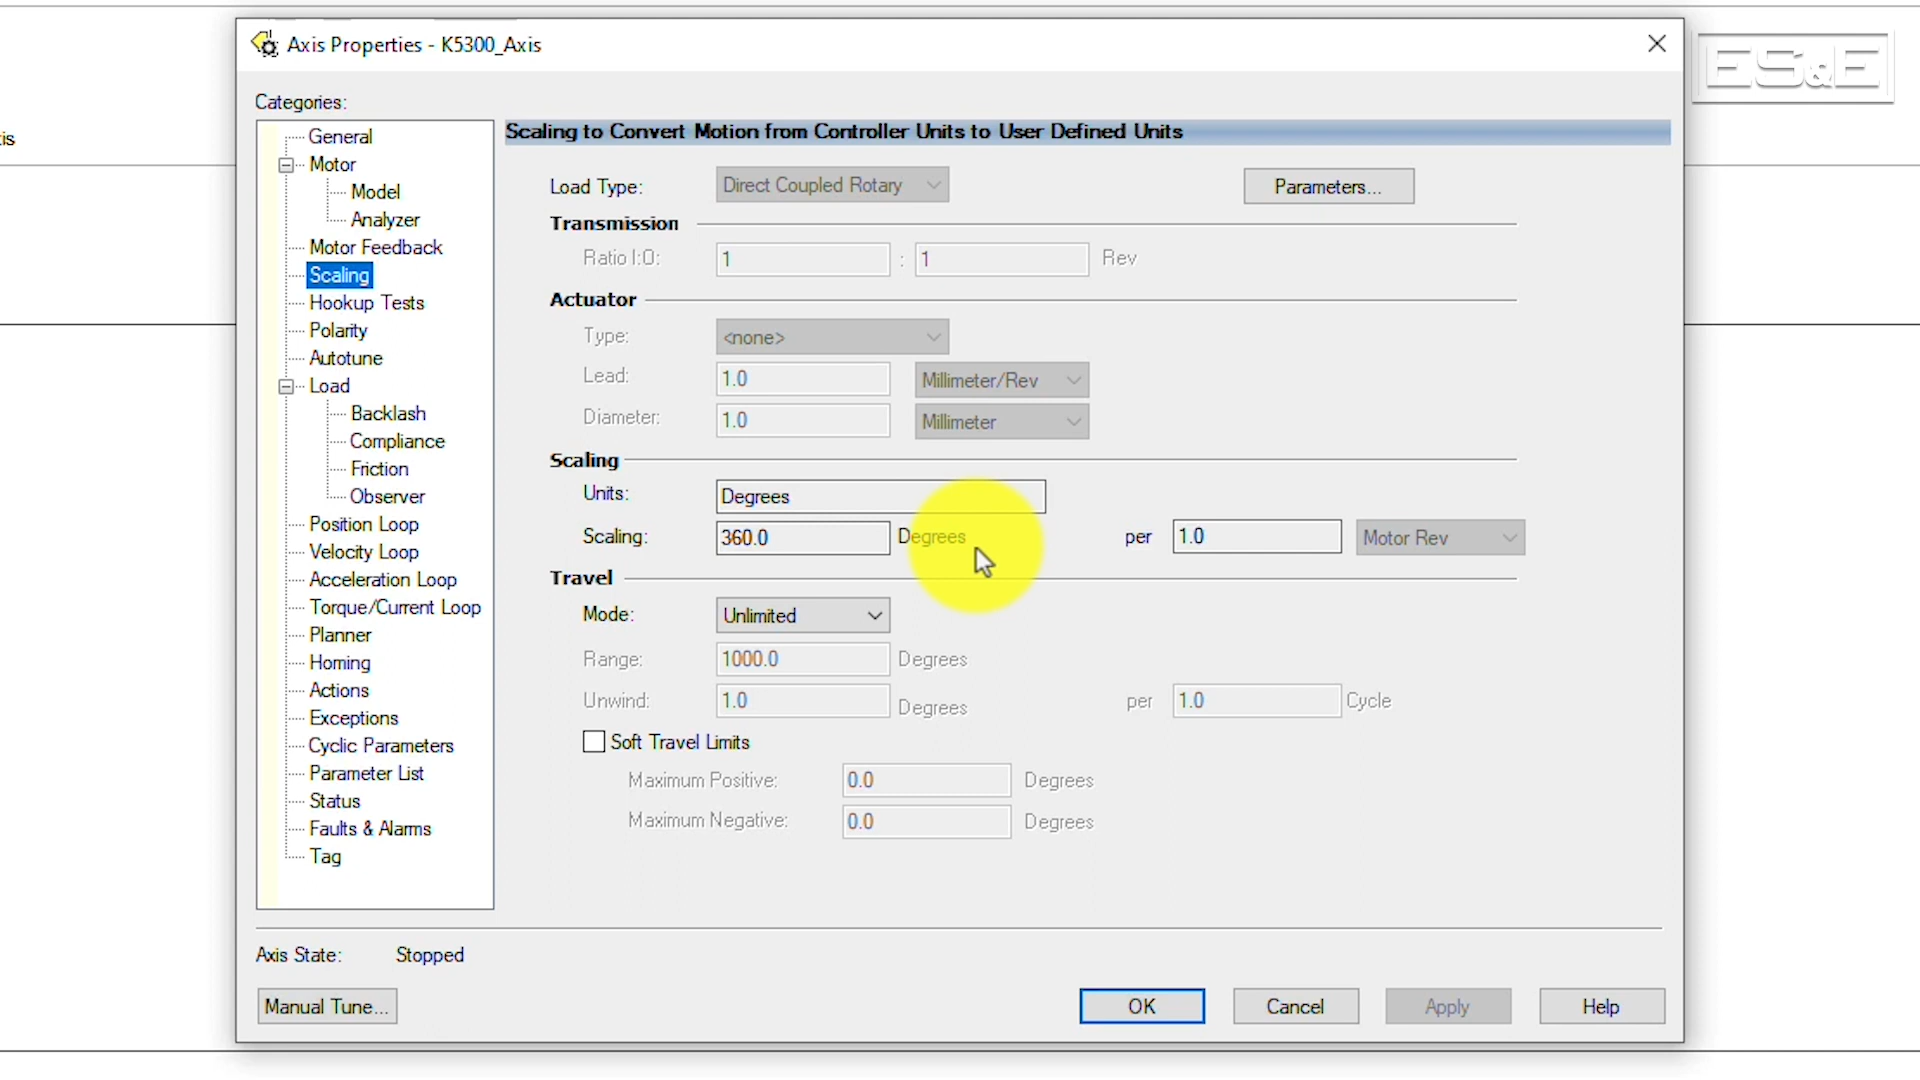 Axis Properties - K5300_Axis
ES&E
is
Categories:
General
Motor
Model
Analyzer
Motor Feedback
Scaling
Hookup Tests
Polarity
Autotune
Load
Backlash
Compliance
Friction
Observer
Position Loop
Velocity Loop
Acceleration Loop
Torque/Current Loop
Planner
Homing
Actions
Exceptions
Cyclic Parameters
Parameter List
Status
Faults & Alarms
Tag
Scaling to Convert Motion from Controller Units to User Defined Units
Load Type: Direct Coupled Rotary Parameters...
Transmission
Ratio I:O: 1 : 1 Rev
Actuator
Type: <none>
Lead: 1.0 Millimeter/Rev
Diameter: 1.0 Millimeter
Scaling
Units: Degrees
Scaling: 360.0 Degrees per 1.0 Motor Rev
Travel
Mode: Unlimited
Range: 1000.0 Degrees
Unwind: 1.0 Degrees per 1.0 Cycle
Soft Travel Limits
Maximum Positive: 0.0 Degrees
Maximum Negative: 0.0 Degrees
Axis State: Stopped
Manual Tune... OK Cancel Apply Help